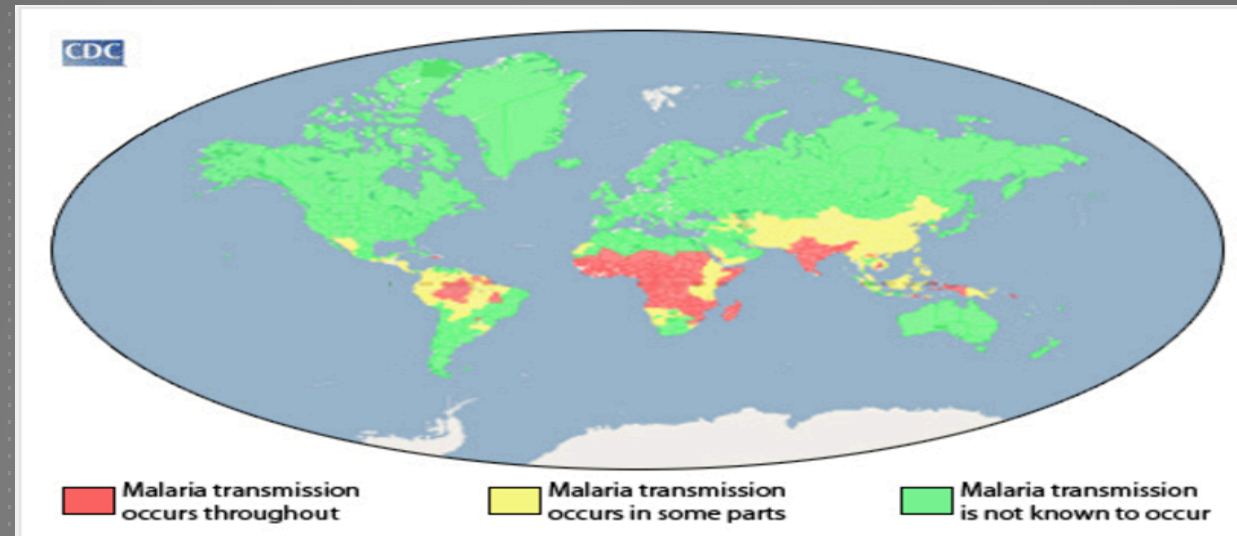 CDC
Malaria transmission
occurs throughout
Malaria transmission
occurs in some parts
Malaria transmission
is not known to occur